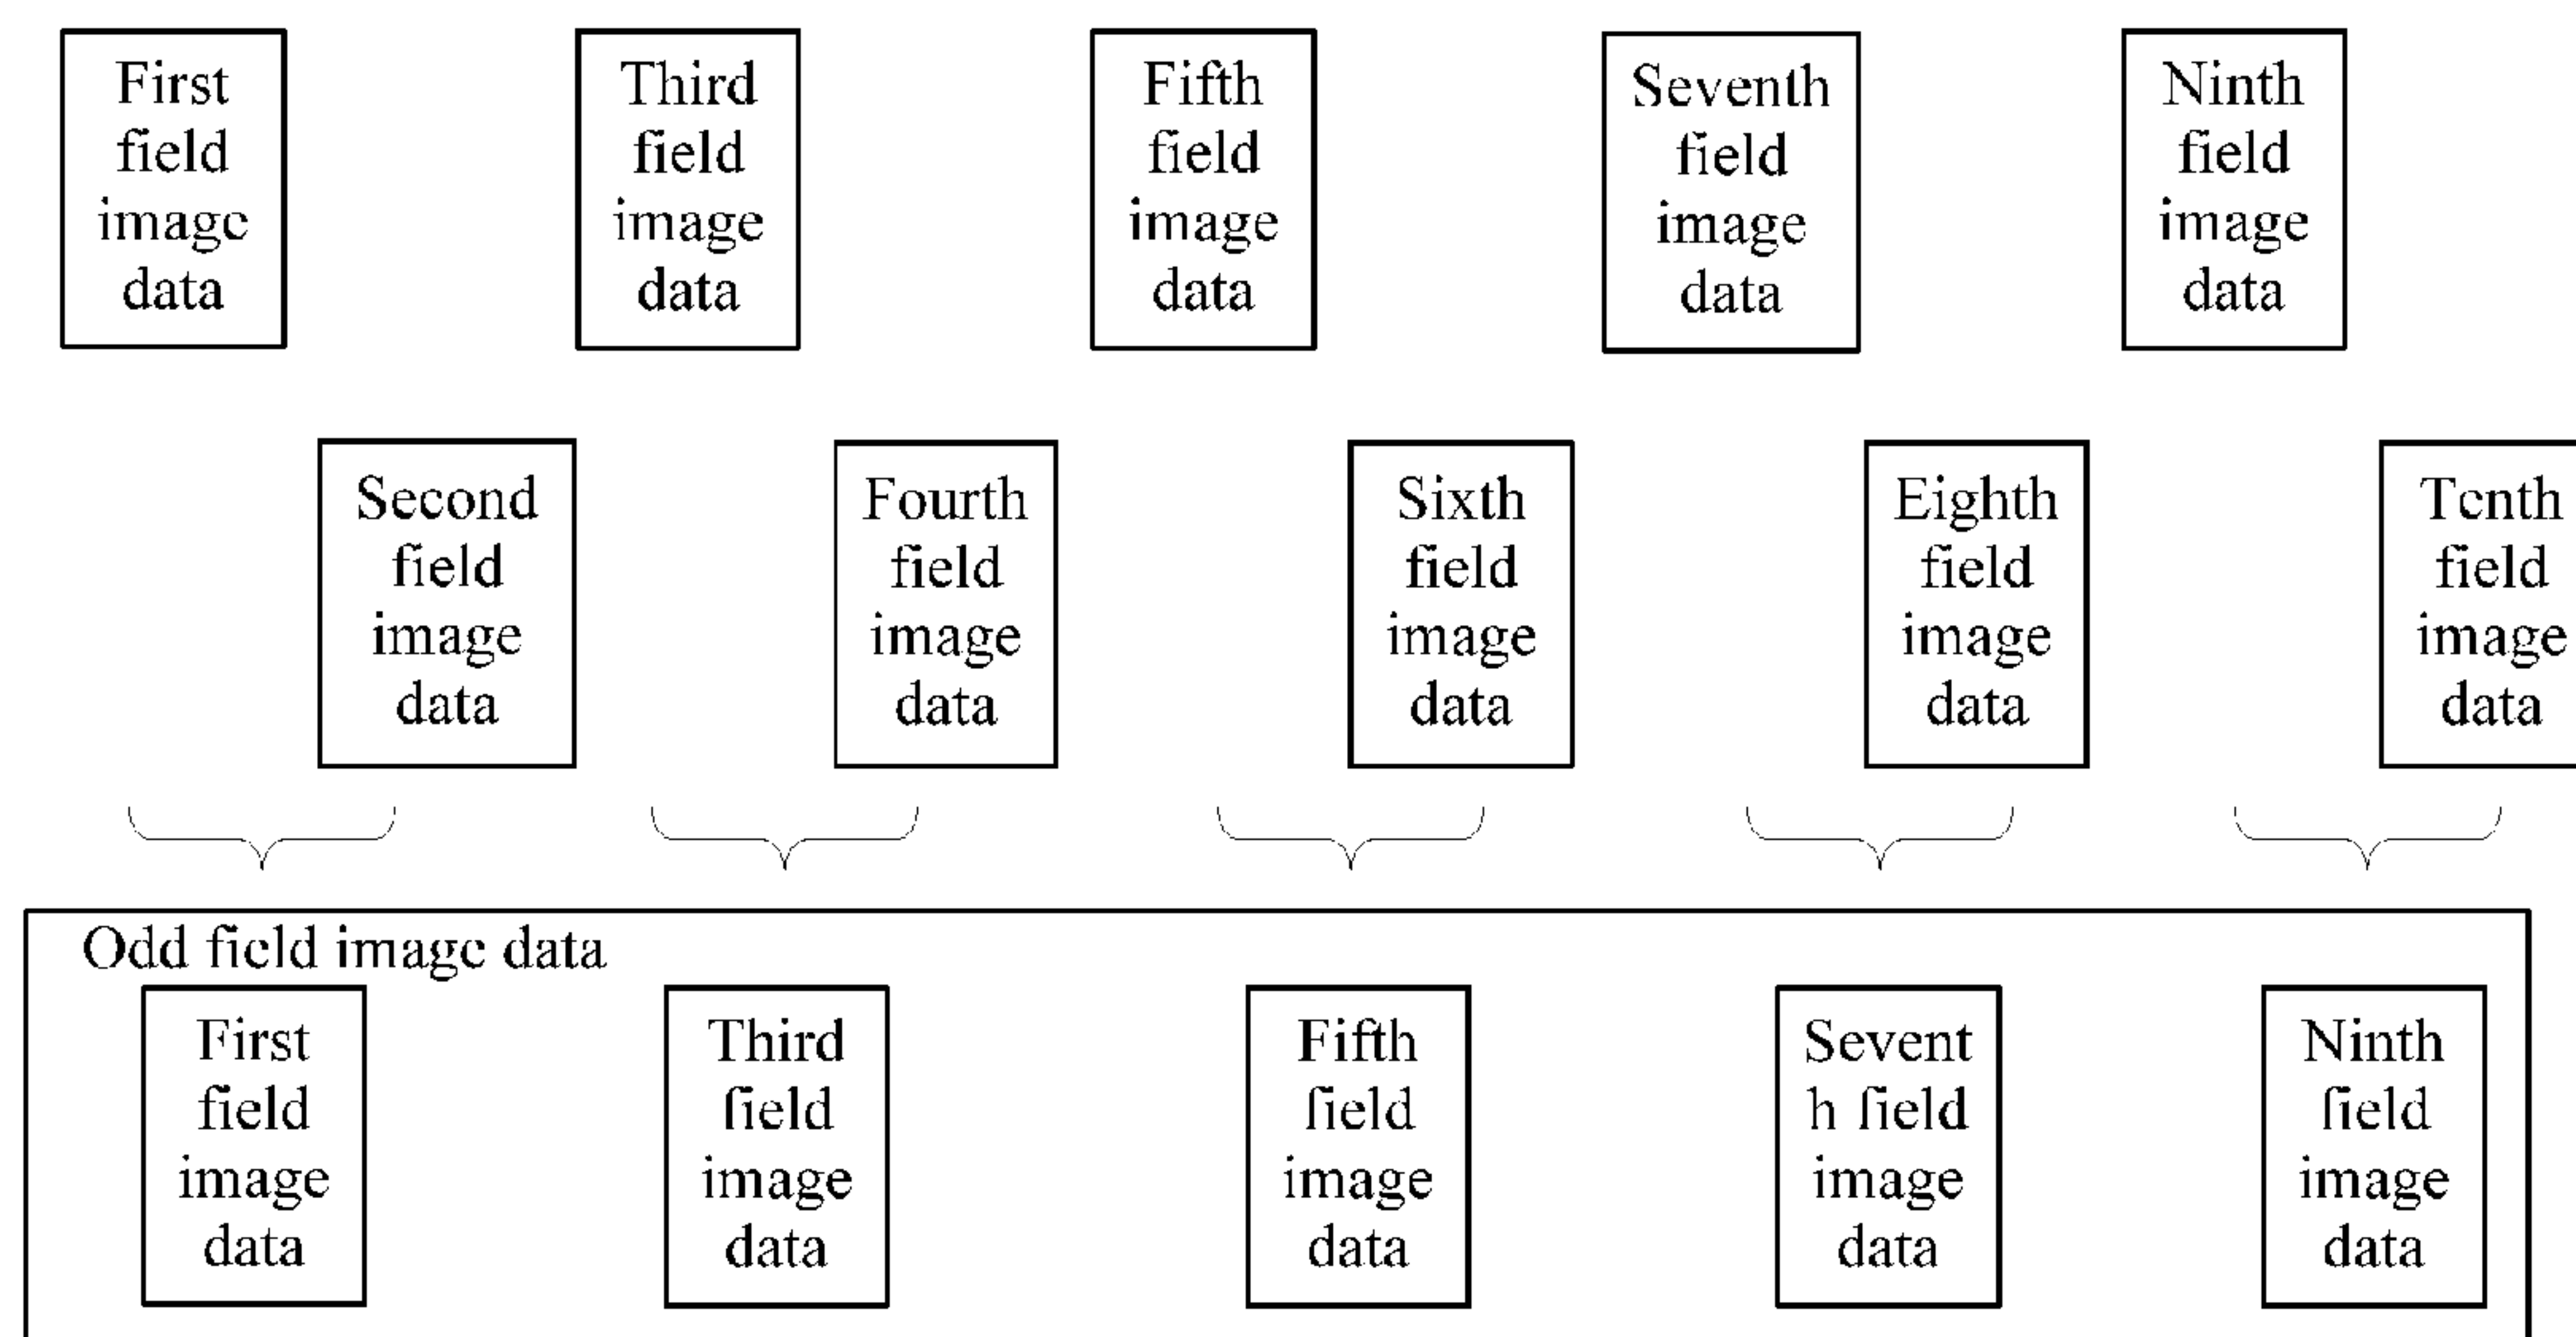 First
field
image
data
Third
field
image
data
Fifth
field
image
data
Seventh
field
image
data
Ninth
field
image
data
Second
field
image
data
Fourth
field
image
data
Sixth
field
image
data
Eighth
field
image
data
Tenth
field
image
data
Odd field image data
First
field
image
data
Third
field
image
data
Fifth
field
image
data
Sevent
h field
image
data
Ninth
field
image
data